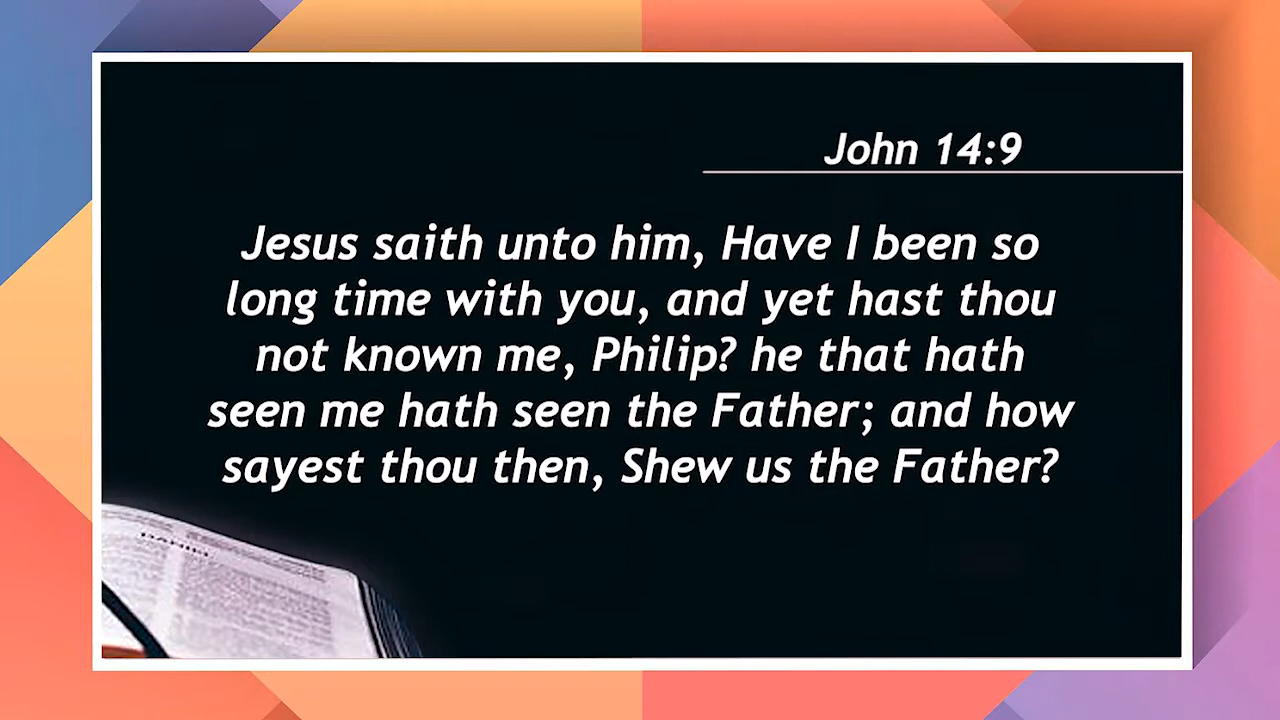 John 14:9
Jesus saith unto him, Have I been so
long time with you, and yet hast thou
not known me, Philip? he that hath
seen me hath seen the Father; and how
sayest thou then, Shew us the Father?
DANIEL